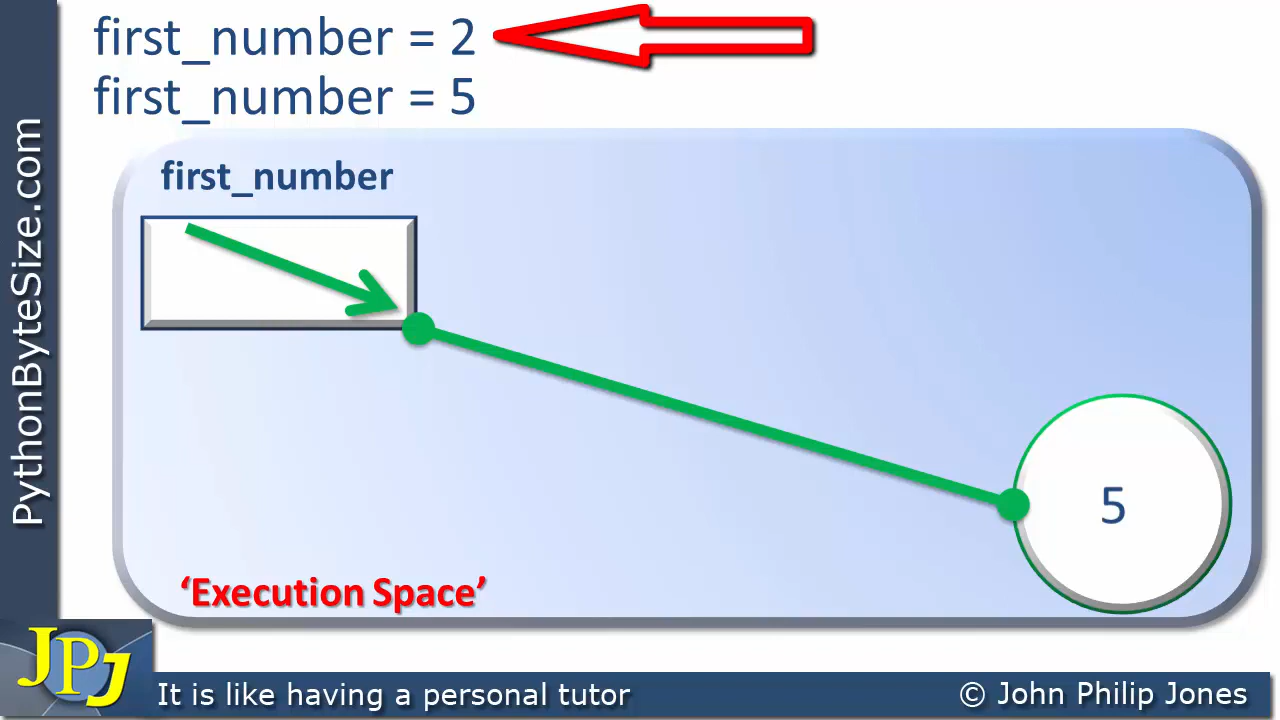 first_number = 2
first_number = 5
first_number
5
‘Execution Space’
PythonByteSize.com
JPJ
It is like having a personal tutor
© John Philip Jones